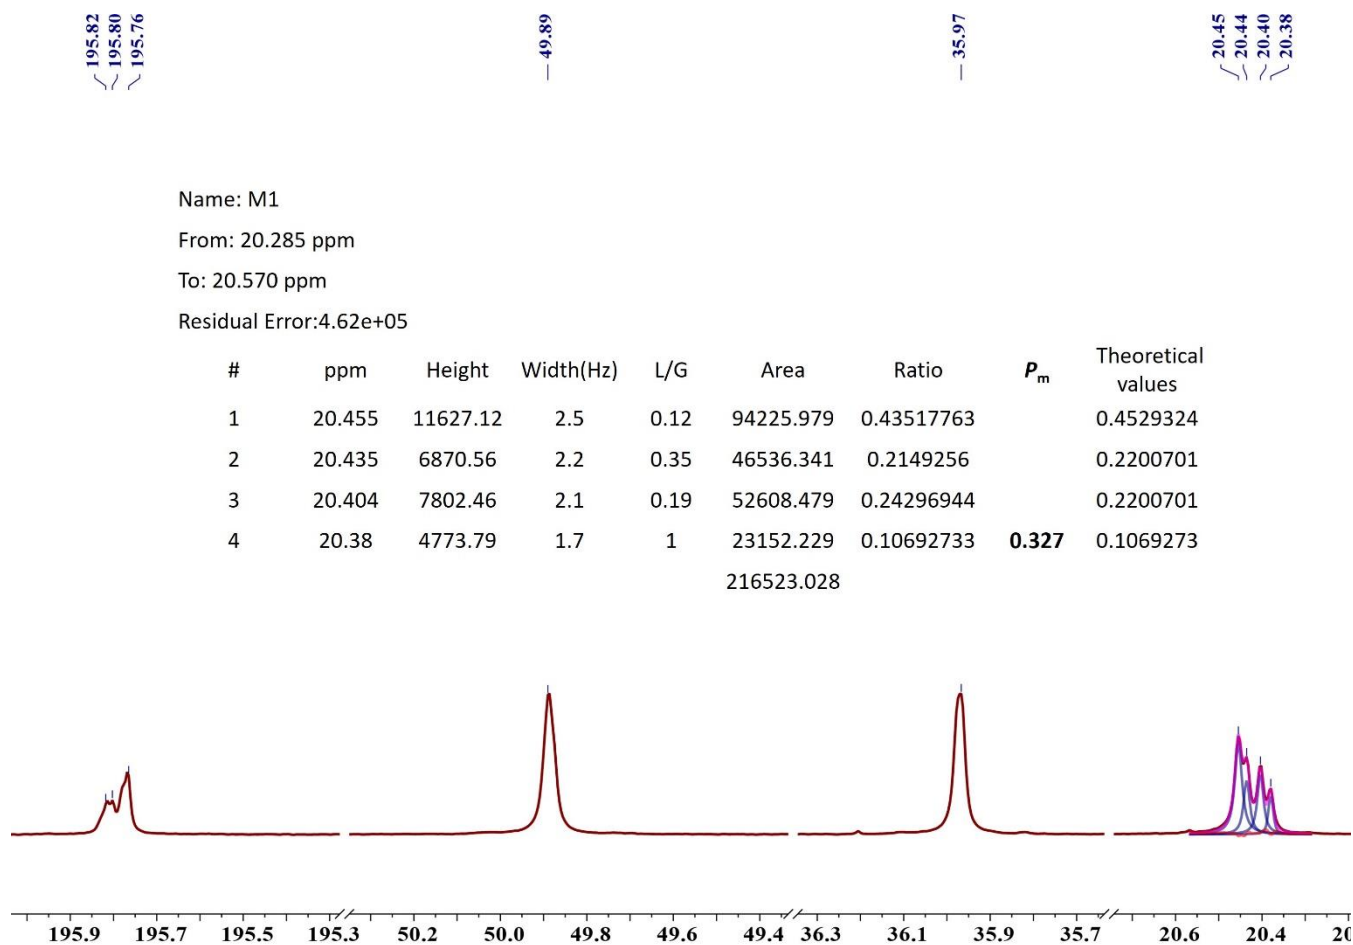 195.82
195.80
195.76
49.89
35.97
20.45
20.44
20.40
20.38
Name: M1
From: 20.285 ppm
To: 20.570 ppm
Residual Error:4.62e+05
# ppm Height Width(Hz) L/G Area Ratio Pm Theoretical values
1 20.455 11627.12 2.5 0.12 94225.979 0.43517763 0.4529324
2 20.435 6870.56 2.2 0.35 46536.341 0.2149256 0.2200701
3 20.404 7802.46 2.1 0.19 52608.479 0.24296944 0.2200701
4 20.38 4773.79 1.7 1 23152.229 0.10692733 0.327 0.1069273
216523.028
195.9 195.7 195.5 195.3 50.2 50.0 49.8 49.6 49.4 36.3 36.1 35.9 35.7 20.6 20.4 20